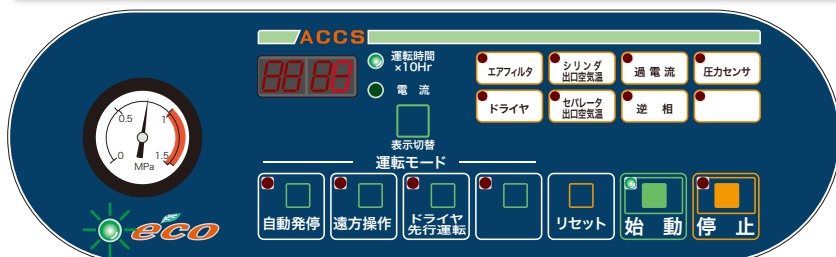 ACCS
運転時間
×10Hr
電 流
表示切替
エアフィルタ
シリンダ
出口空気温
過 電 流
圧力センサ
ドライヤ
セパレータ
出口空気温
逆 相
0.5
1
0
1.5
MPa
eco
運転モード
自動発停
遠方操作
ドライヤ
先行運転
リセット
始 動
停 止